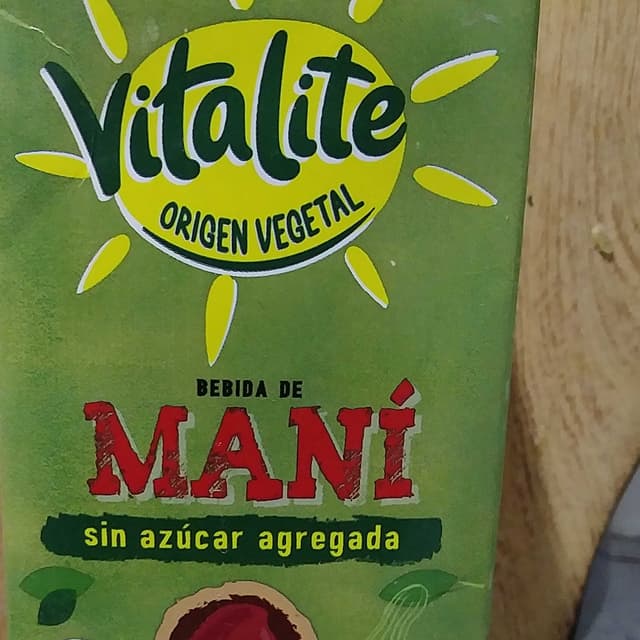 Vitalite
ORIGEN VEGETAL
BEBIDA DE
MANÍ
sin azúcar agregada